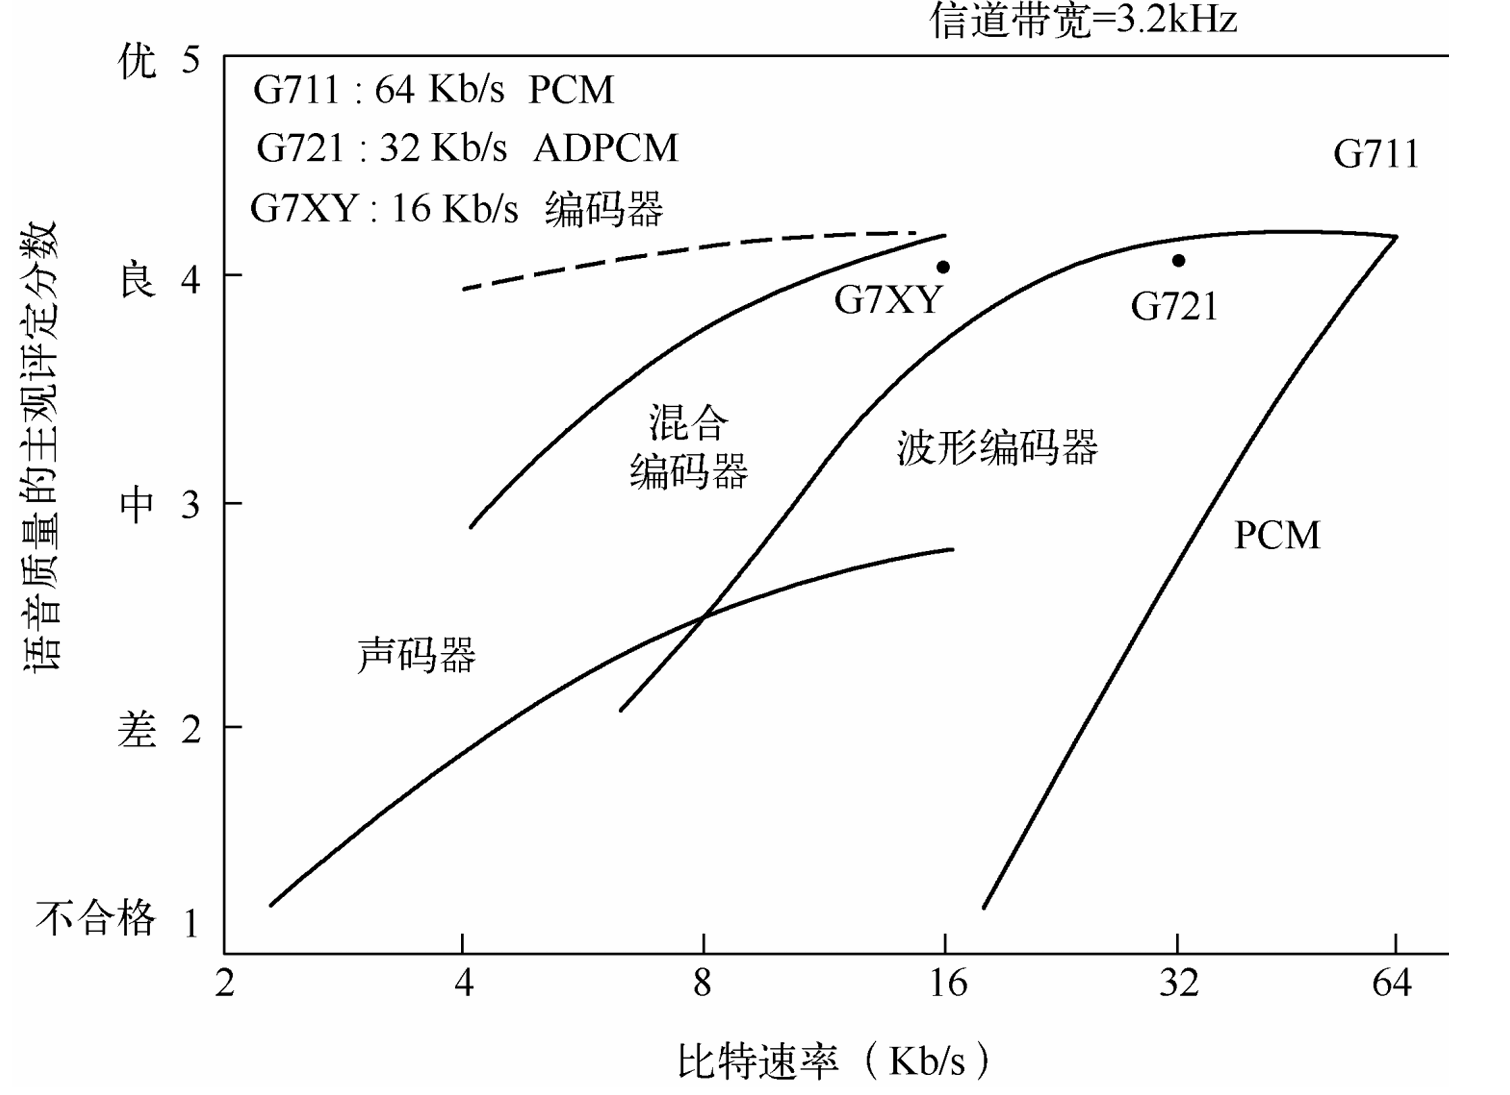 信道带宽=3.2kHz
优 5
G711 : 64 Kb/s PCM
G721 : 32 Kb/s ADPCM
G7XY : 16 Kb/s 编码器
G711
良 4
G7XY
G721
语音质量的主观评定分数
混合
编码器
波形编码器
中 3
PCM
声码器
差 2
不合格 1
2 4 8 16 32 64
比特速率（Kb/s）